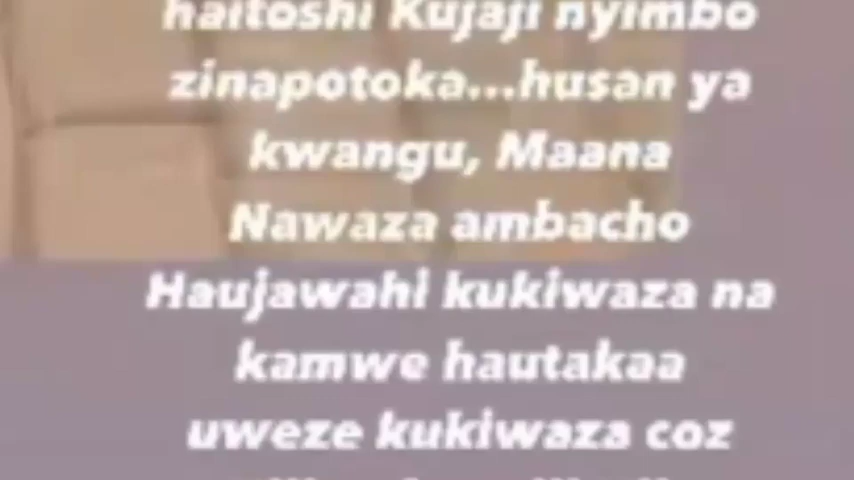 haitoshi Kujaji nyimbo
zinapotoka...husan ya
kwangu, Maana
Nawaza ambacho
Haujawahi kukiwaza na
kamwe hautakaa
uweze kukiwaza coz